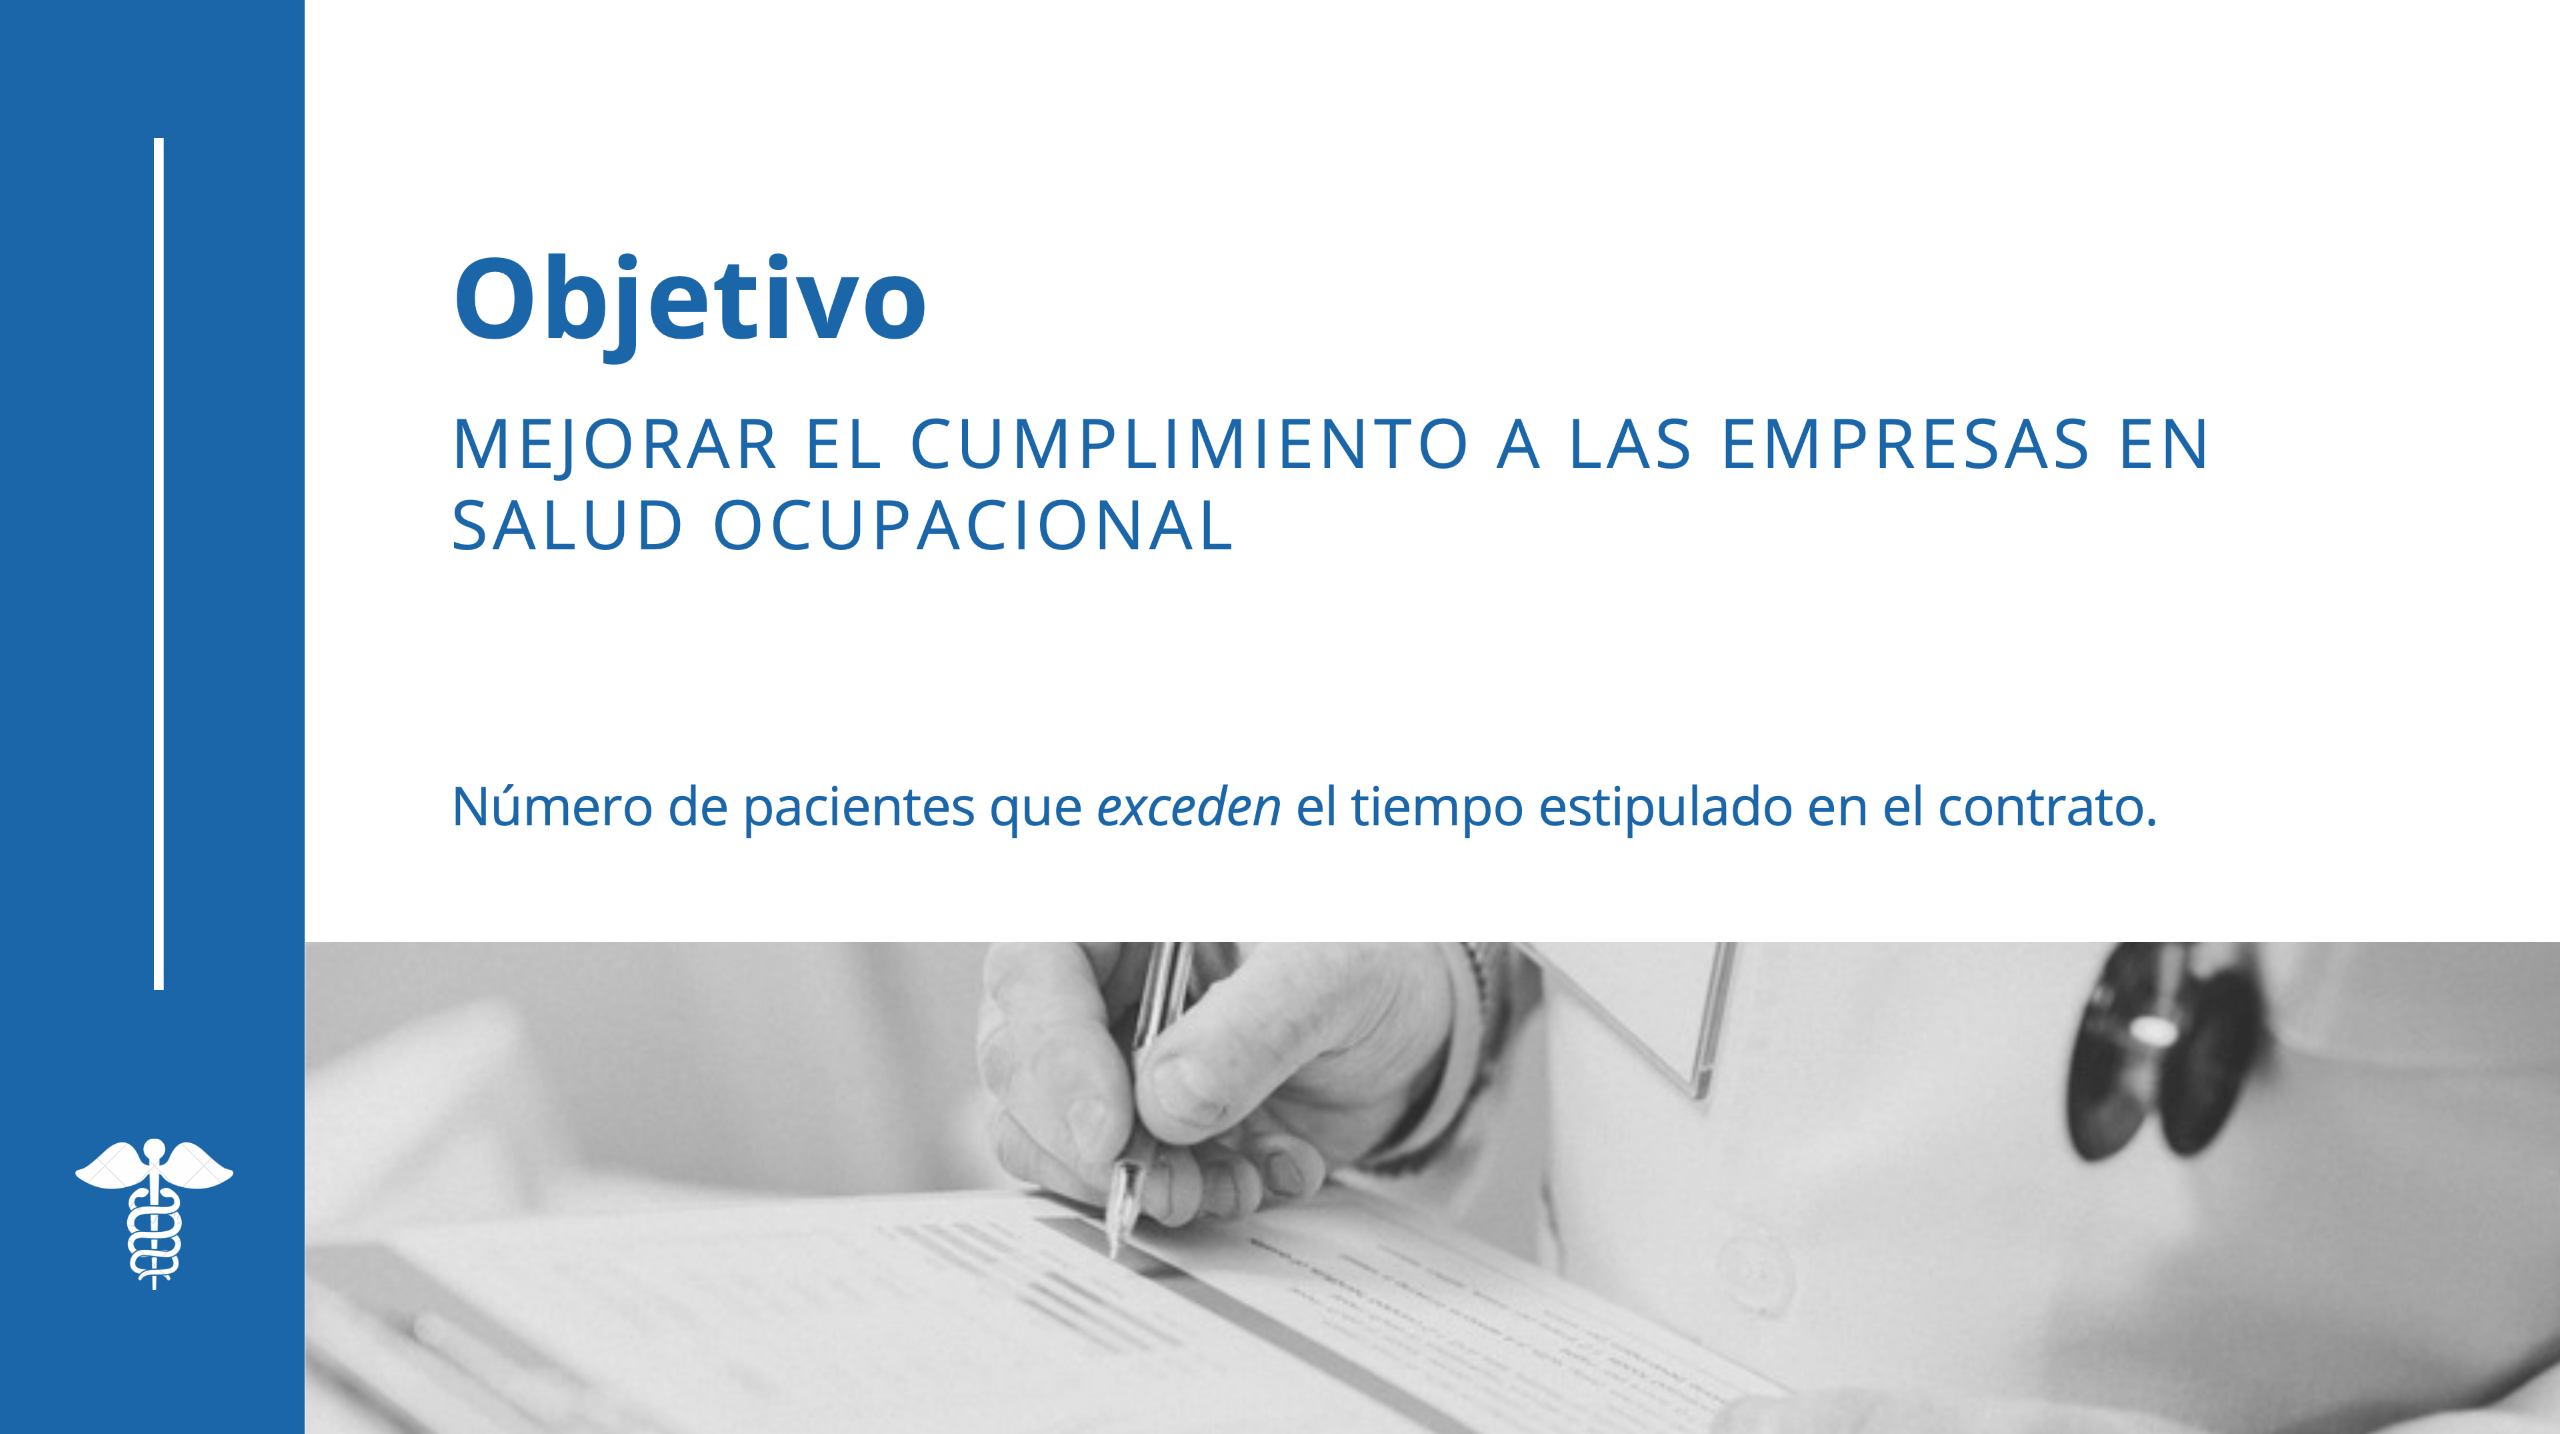 Objetivo
MEJORAR EL CUMPLIMIENTO A LAS EMPRESAS EN
SALUD OCUPACIONAL
Número de pacientes que exceden el tiempo estipulado en el contrato.